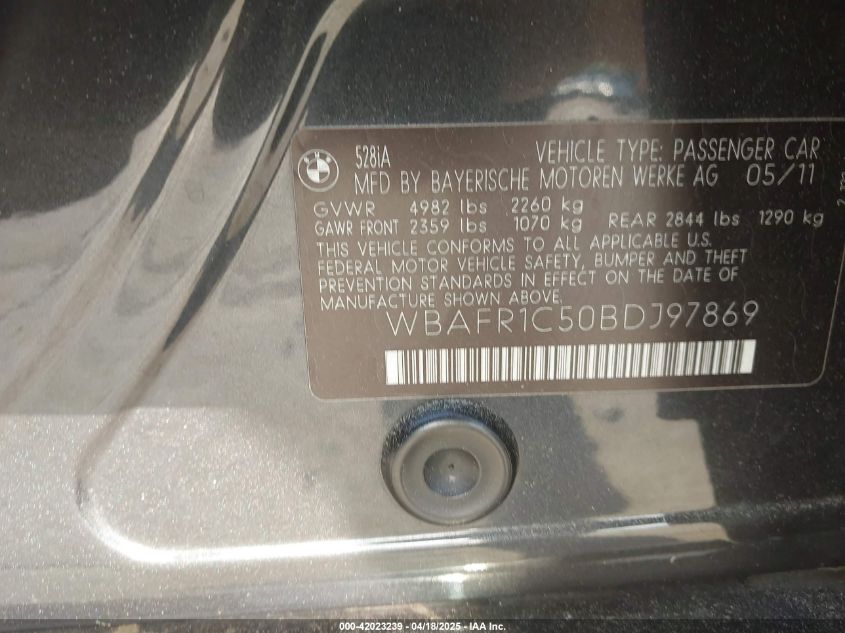 528iA VEHICLE TYPE: PASSENGER CAR
MFD BY BAYERISCHE MOTOREN WERKE AG 05/11
GVWR 4982 lbs 2260 kg
GAWR FRONT 2359 lbs 1070 kg REAR 2844 lbs 1290 kg
THIS VEHICLE CONFORMS TO ALL APPLICABLE U.S.
FEDERAL MOTOR VEHICLE SAFETY, BUMPER AND THEFT
PREVENTION STANDARDS IN EFFECT ON THE DATE OF
MANUFACTURE SHOWN ABOVE.
WBAFR1C50BDJ97869
000-42023239 - 04/18/2025 - IAA Inc.